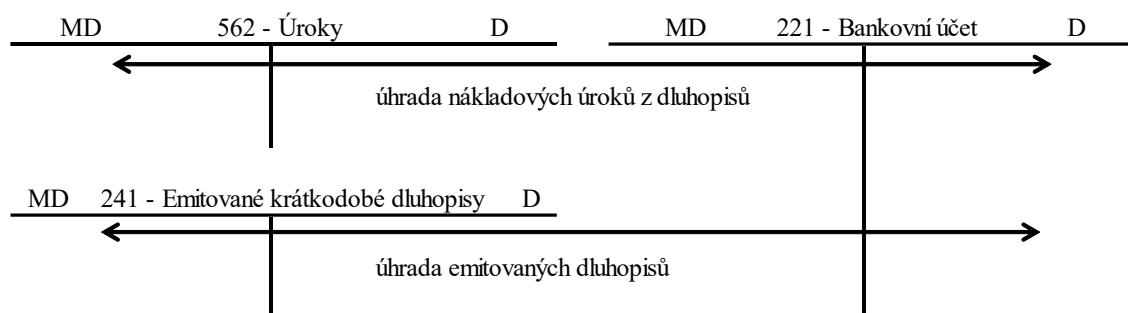 MD 562 - Úroky D MD 221 - Bankovní účet D
úhrada nákladových úroků z dluhopisů
MD 241 - Emitované krátkodobé dluhopisy D
úhrada emitovaných dluhopisů